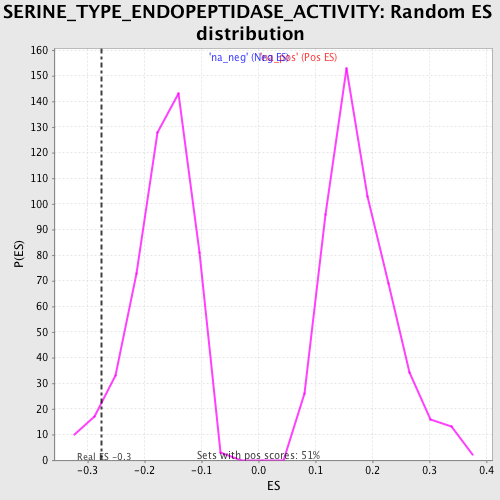 SERINE_TYPE_ENDOPEPTIDASE_ACTIVITY: Random ES
distribution
'na_neg' (Neg ES)
'na_pos' (Pos ES)
160
150
140
130
120
110
100
90
80
70
60
50
40
30
20
10
0
P(ES)
Real ES -0.3
Sets with pos scores: 51%
-0.3 -0.2 -0.1 0.0 0.1 0.2 0.3 0.4
ES